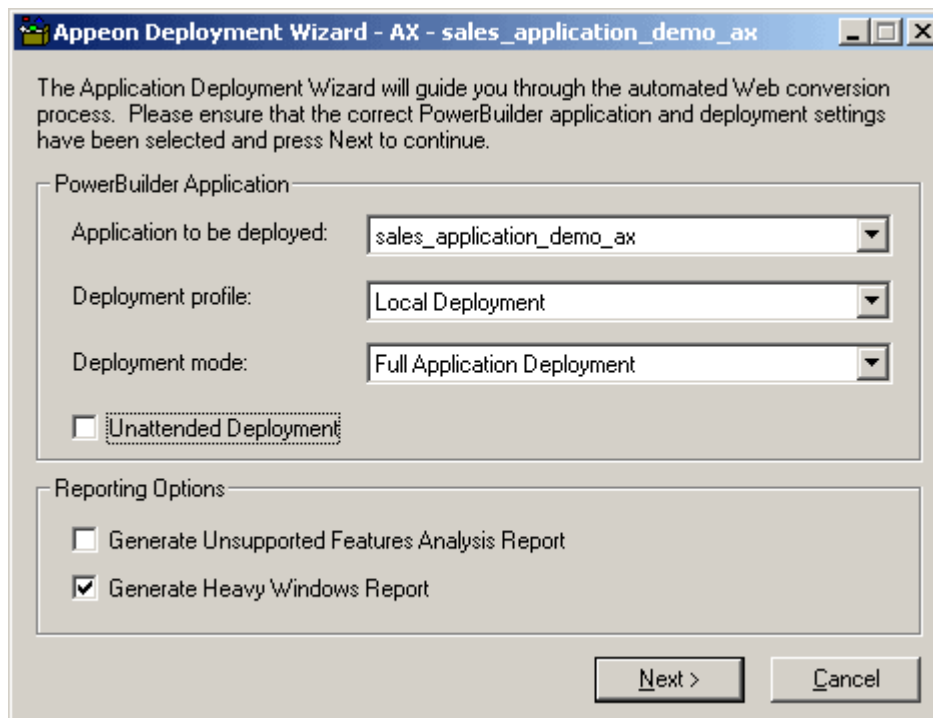 Appeon Deployment Wizard - AX - sales_application_demo_ax
The Application Deployment Wizard will guide you through the automated Web conversion
process. Please ensure that the correct PowerBuilder application and deployment settings
have been selected and press Next to continue.
PowerBuilder Application
Application to be deployed: sales_application_demo_ax
Deployment profile: Local Deployment
Deployment mode: Full Application Deployment
Unattended Deployment
Reporting Options
Generate Unsupported Features Analysis Report
Generate Heavy Windows Report
Next > Cancel